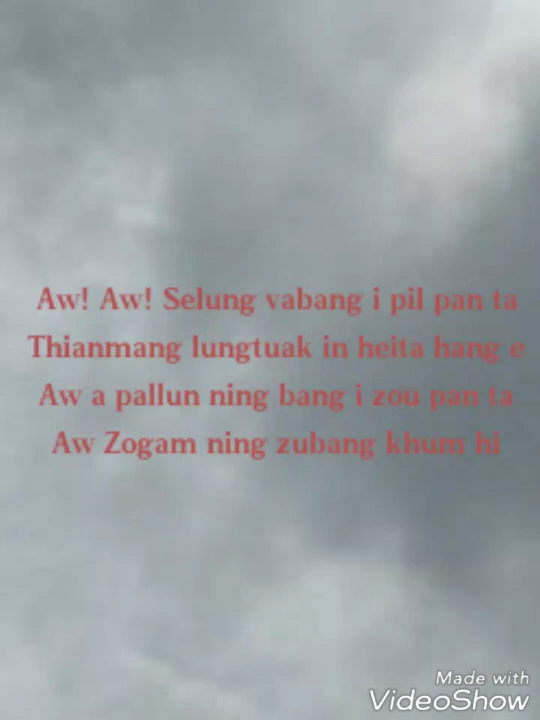 Aw! Aw! Selung vabang i pil pan ta
Thianmang lungtuak in heita hang e
Aw a pallun ning bang i zou pan ta
Aw Zogam ning zubang khum hi
Made with
VideoShow